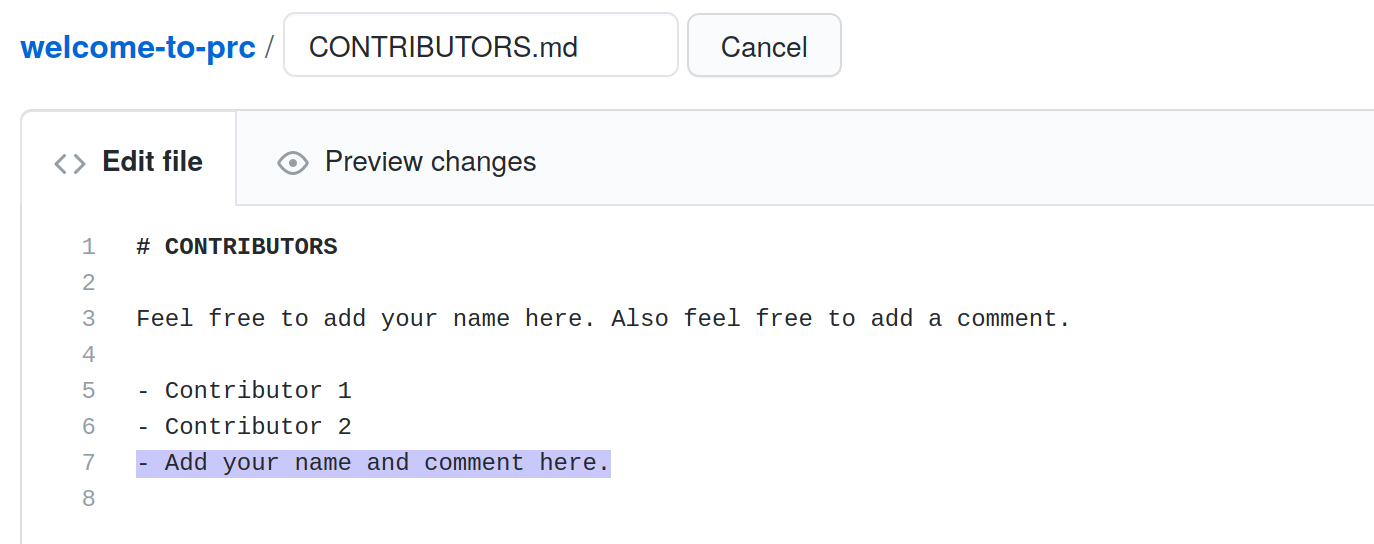 welcome-to-prc / CONTRIBUTORS.md Cancel
<> Edit file Preview changes
1 # CONTRIBUTORS
2
3 Feel free to add your name here. Also feel free to add a comment.
4
5 - Contributor 1
6 - Contributor 2
7 - Add your name and comment here.
8